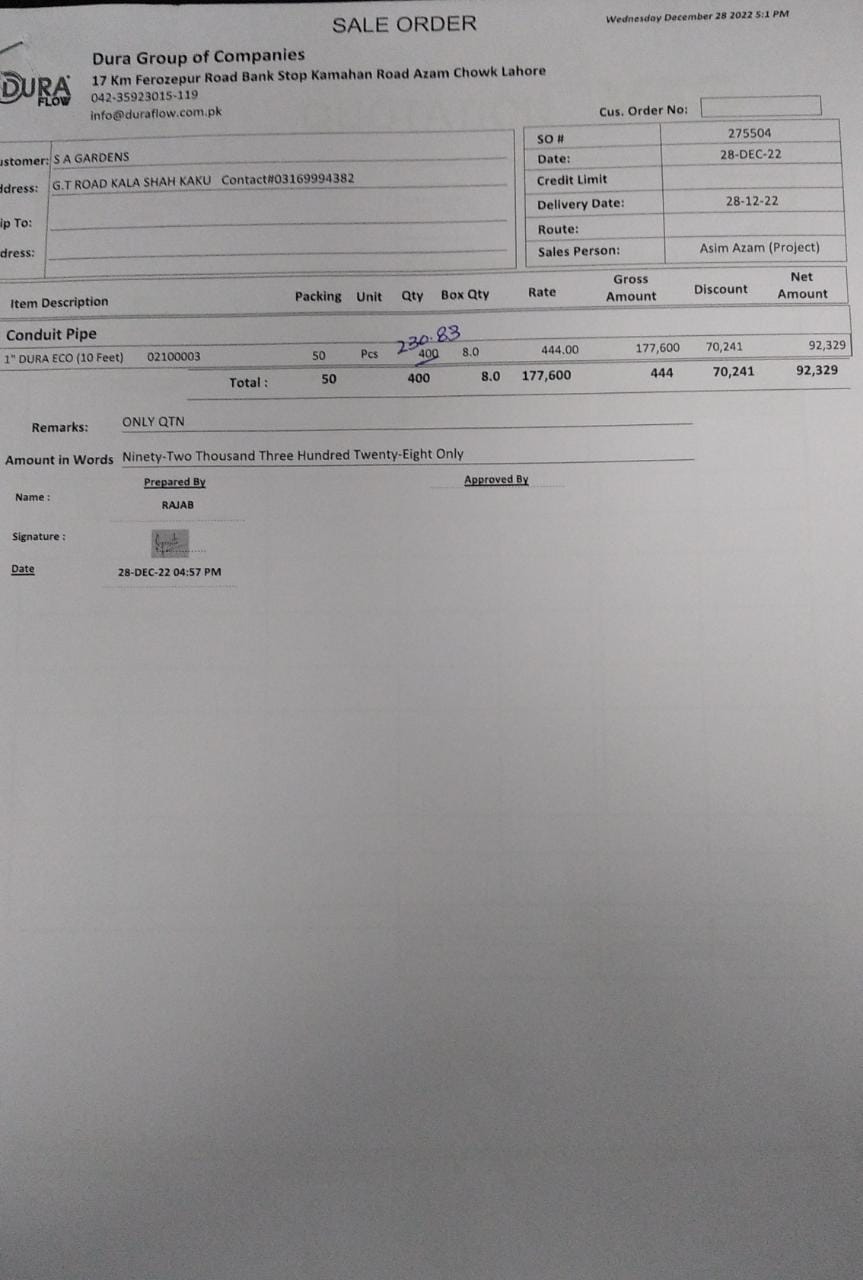 SALE ORDER
Wednesday December 28 2022 5:1 PM
DURA
FLOW
Dura Group of Companies
17 Km Ferozepur Road Bank Stop Kamahan Road Azam Chowk Lahore
042-35923015-119
info@duraflow.com.pk
Cus. Order No:
ustomer: S A GARDENS
ddress: G.T ROAD KALA SHAH KAKU Contact#03169994382
ip To:
dress:
SO # 275504
Date: 28-DEC-22
Credit Limit
Delivery Date: 28-12-22
Route:
Sales Person: Asim Azam (Project)
Item Description Packing Unit Qty Box Qty Rate Gross Amount Discount Net Amount
Conduit Pipe
230.83
1" DURA ECO (10 Feet) 02100003 50 Pcs 400 8.0 444.00 177,600 70,241 92,329
Total : 50 400 8.0 177,600 444 70,241 92,329
Remarks: ONLY QTN
Amount in Words Ninety-Two Thousand Three Hundred Twenty-Eight Only
Prepared By Approved By
Name : RAJAB
Signature :
Date 28-DEC-22 04:57 PM